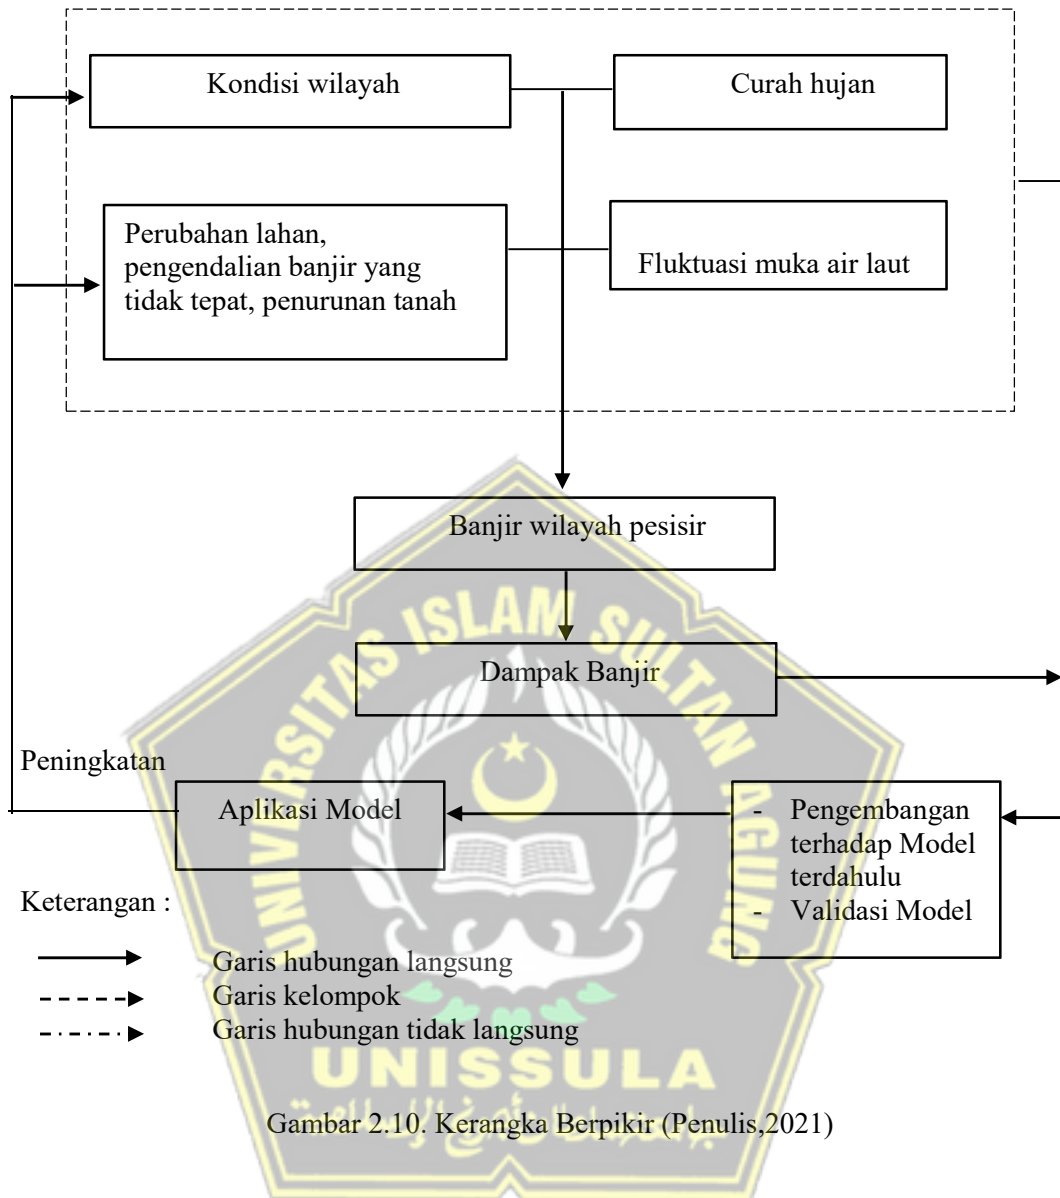 Kondisi wilayah
Curah hujan
Perubahan lahan,
pengendalian banjir yang
tidak tepat, penurunan tanah
Fluktuasi muka air laut
Banjir wilayah pesisir
Dampak Banjir
Peningkatan
Aplikasi Model
- Pengembangan
terhadap Model
terdahulu
- Validasi Model
Keterangan :
Garis hubungan langsung
Garis kelompok
Garis hubungan tidak langsung
UNIVERSITAS ISLAM SULTAN AGUNG
UNISSULA
Gambar 2.10. Kerangka Berpikir (Penulis,2021)